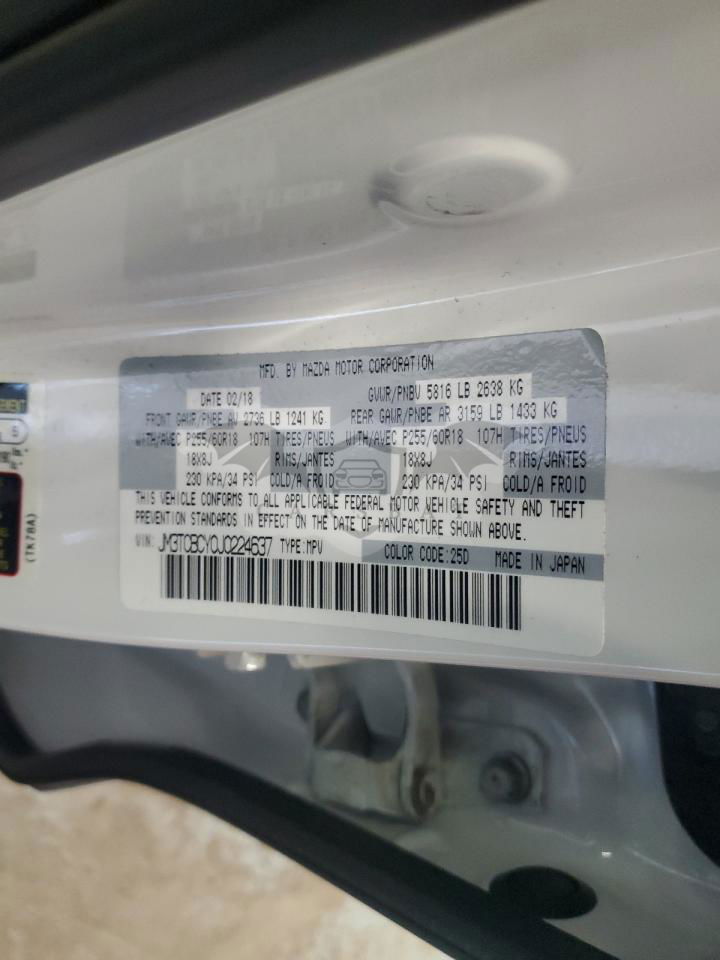 MFD. BY MAZDA MOTOR CORPORATION
DATE 02/18 GVWR/PNBV 5816 LB 2638 KG
FRONT GAWR/PNBE AV 2736 LB 1241 KG REAR GAWR/PNBE AR 3159 LB 1433 KG
WITH/AVEC P255/60R18 107H TIRES/PNEUS WITH/AVEC P255/60R18 107H TIRES/PNEUS
18X8J RIMS/JANTES 18X8J RIMS/JANTES
230 KPA/34 PSI COLD/A FROID 230 KPA/34 PSI COLD/A FROID
THIS VEHICLE CONFORMS TO ALL APPLICABLE FEDERAL MOTOR VEHICLE SAFETY AND THEFT
PREVENTION STANDARDS IN EFFECT ON THE DATE OF MANUFACTURE SHOWN ABOVE.
VIN: JM3TCBCY0J0224637 TYPE:MPV COLOR CODE:25D MADE IN JAPAN
(TK78A)